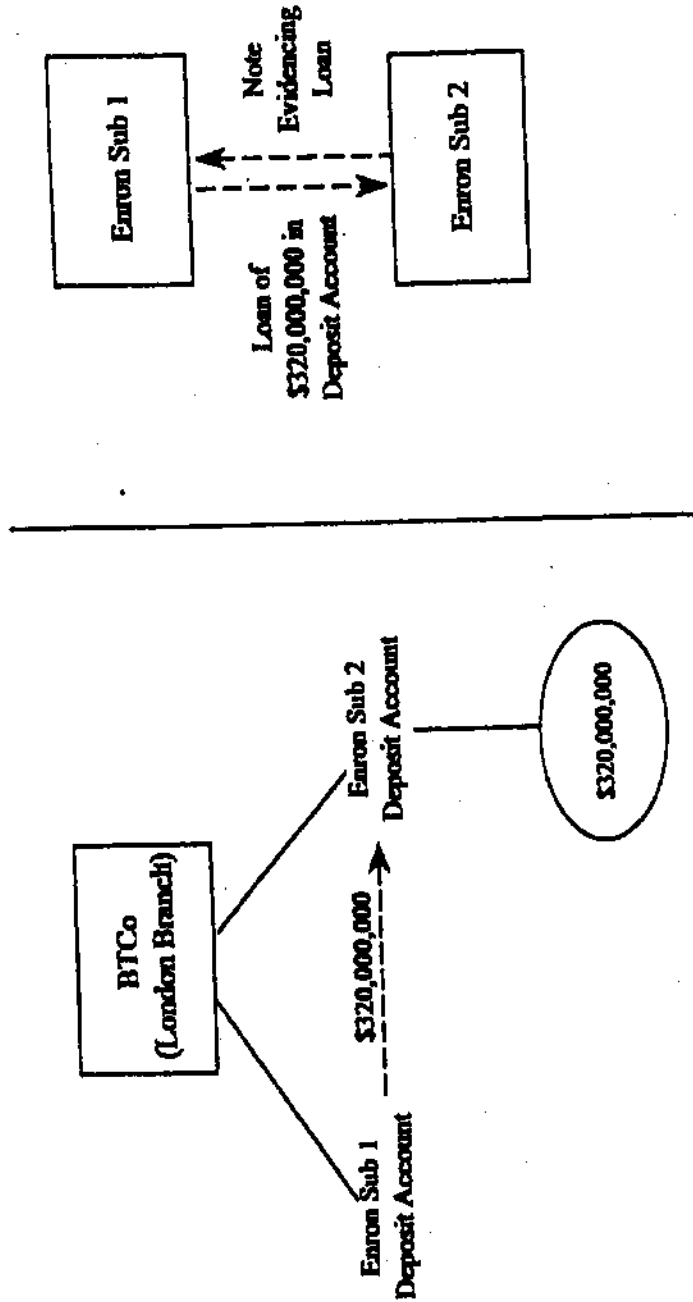 BTCo
(London Branch)
Enron Sub 1
Deposit Account
$320,000,000
Enron Sub 2
Deposit Account
$320,000,000
Enron Sub 1
Loan of
$320,000,000 in
Deposit Account
Note
Evidencing
Loan
Enron Sub 2